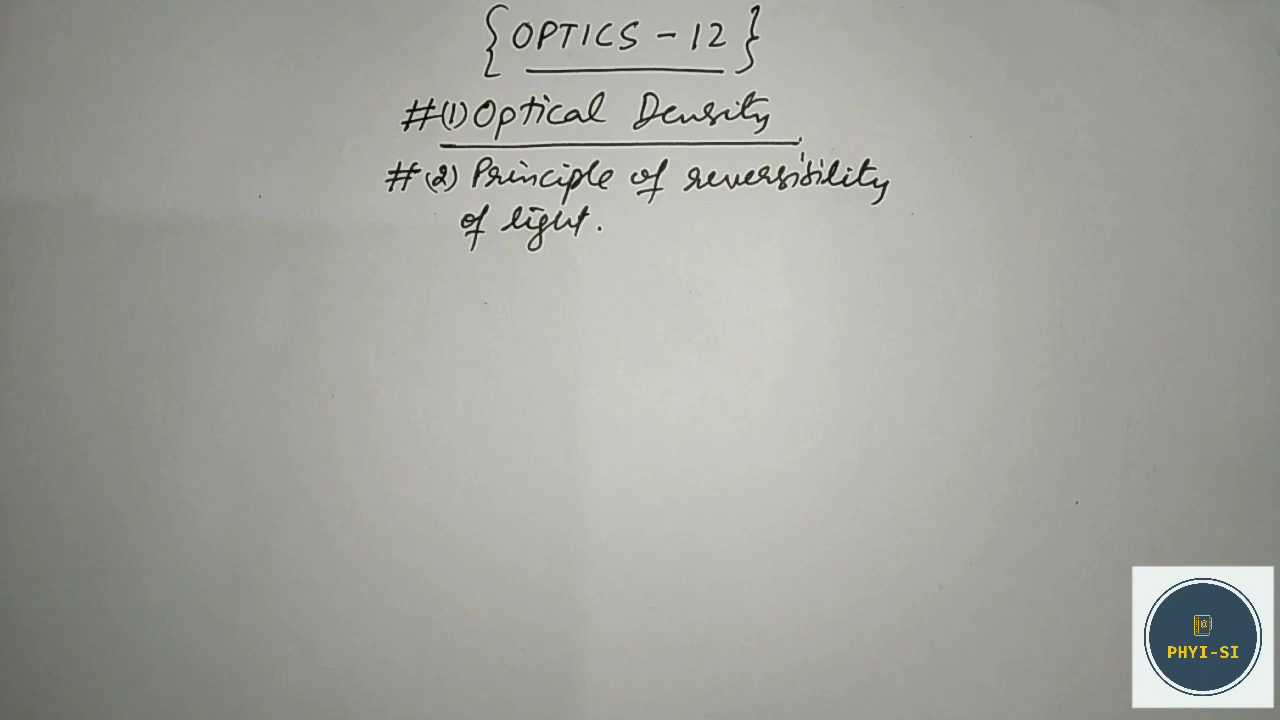 {OPTICS - 12}
#(1) Optical Density
#(2) Principle of reversibility
of light.
PHYI-SI